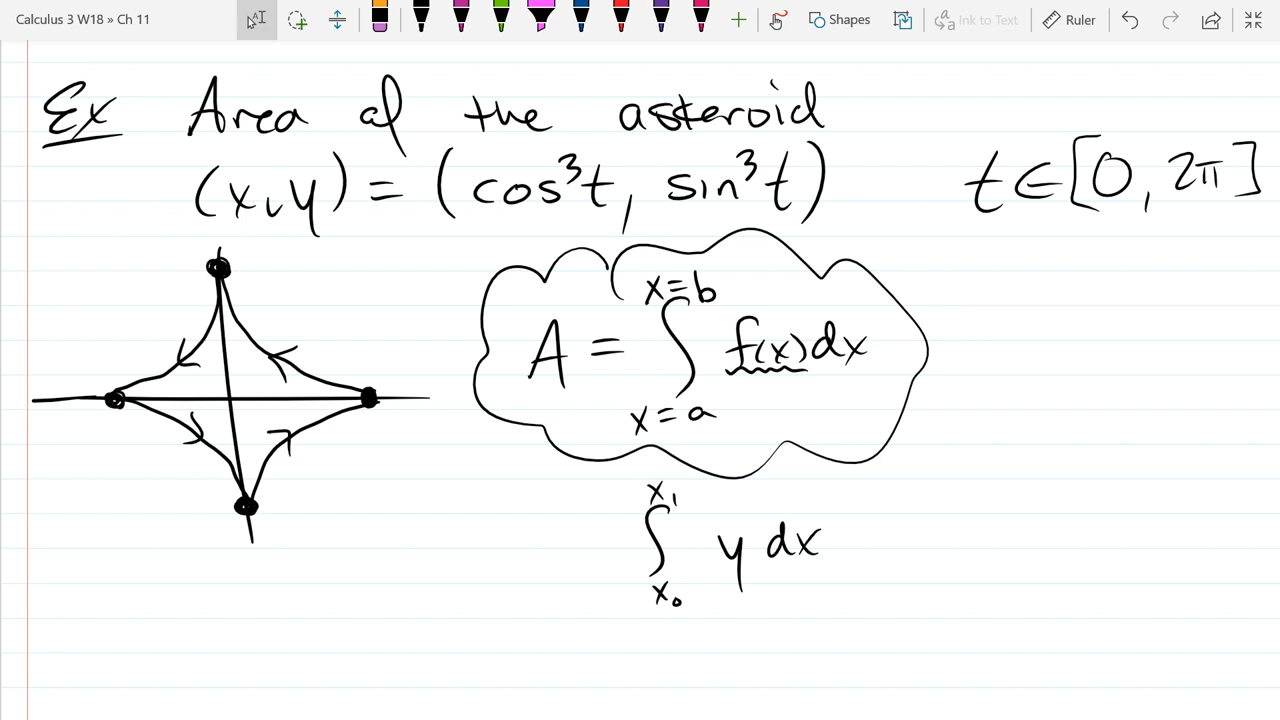 Calculus 3 W18 » Ch 11
Shapes
Ink to Text
Ruler
Ex Area of the asteroid
(x,y) = (cos³t, sin³t) t∈[0, 2π]
x=b
A = ∫ f(x)dx
x=a
x₁
∫ y dx
x₀